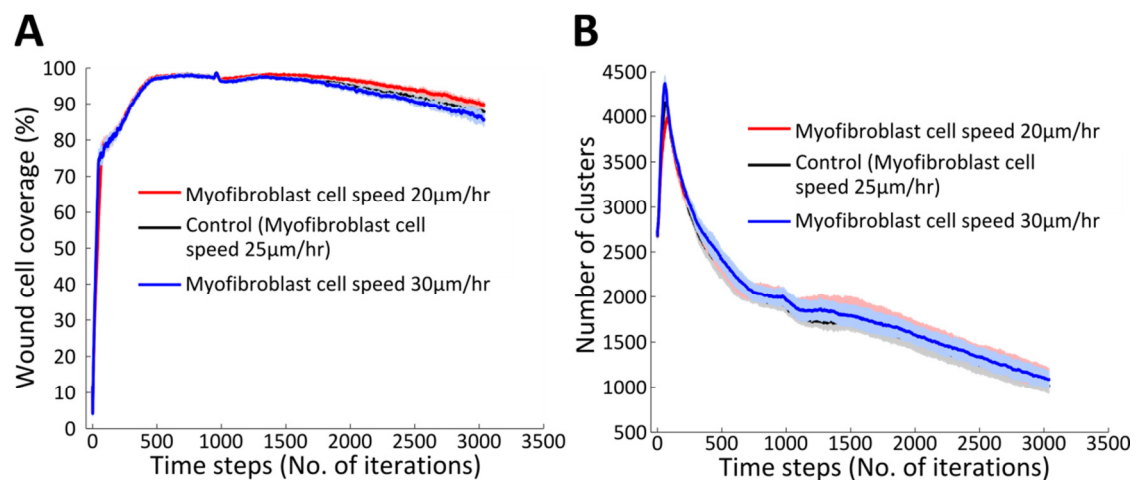 A
Wound cell coverage (%)
100
90
80
70
60
50
40
30
20
10
0
Myofibroblast cell speed 20µm/hr
Control (Myofibroblast cell
speed 25µm/hr)
Myofibroblast cell speed 30µm/hr
0 500 1000 1500 2000 2500 3000 3500
Time steps (No. of iterations)
B
Number of clusters
4500
4000
3500
3000
2500
2000
1500
1000
500
Myofibroblast cell speed 20µm/hr
Control (Myofibroblast cell
speed 25µm/hr)
Myofibroblast cell speed 30µm/hr
0 500 1000 1500 2000 2500 3000 3500
Time steps (No. of iterations)